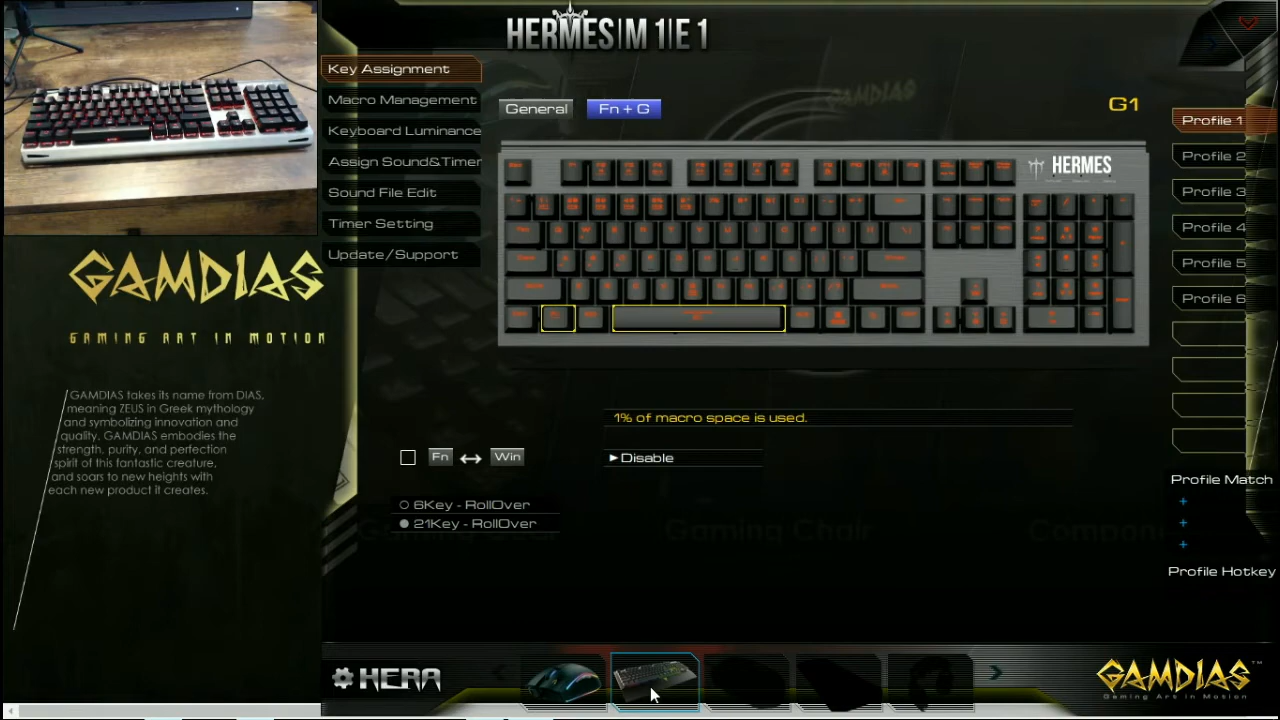 HERMES|M 1|E 1
Key Assignment
Macro Management
Keyboard Luminance
Assign Sound&Timer
Sound File Edit
Timer Setting
Update/Support
General
Fn + G
G1
HERMES
Profile 1
Profile 2
Profile 3
Profile 4
Profile 5
Profile 6
GAMDIAS
GAMING ART IN MOTION
GAMDIAS takes its name from DIAS,
meaning ZEUS in Greek mythology
and symbolizing innovation and
quality. GAMDIAS embodies the
strength, purity, and perfection
spirit of this fantastic creature,
and soars to new heights with
each new product it creates.
1% of macro space is used.
Fn
Win
Disable
6Key - RollOver
21Key - RollOver
Gaming Chair
Profile Match
+
+
+
Profile Hotkey
HERA
GAMDIAS™
Gaming Art in Motion